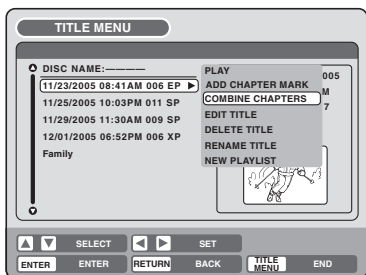 TITLE MENU
DISC NAME:————
11/23/2005 08:41AM 006 EP
11/25/2005 10:03PM 011 SP
11/29/2005 11:30AM 009 SP
12/01/2005 06:52PM 006 XP
Family
PLAY
ADD CHAPTER MARK
COMBINE CHAPTERS
EDIT TITLE
DELETE TITLE
RENAME TITLE
NEW PLAYLIST
005
M
7
SELECT SET
ENTER ENTER RETURN BACK TITLE MENU END